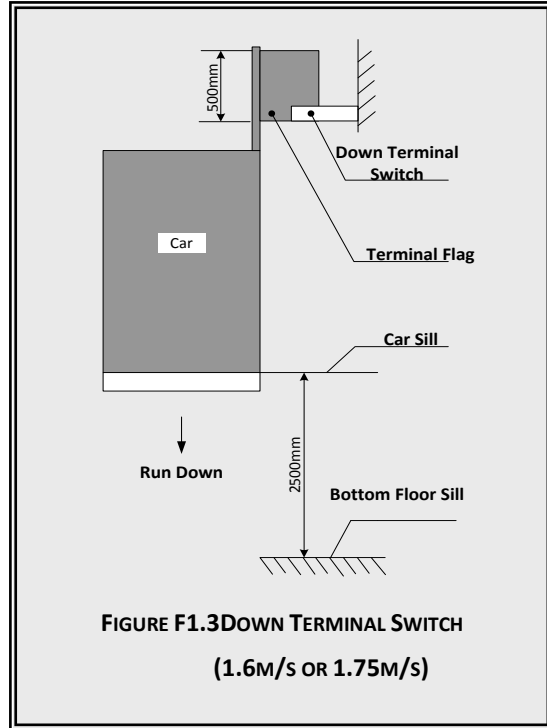 500mm
Down Terminal
Switch
Car
Terminal Flag
Car Sill
2500mm
Run Down
Bottom Floor Sill
FIGURE F1.3DOWN TERMINAL SWITCH
(1.6M/S OR 1.75M/S)